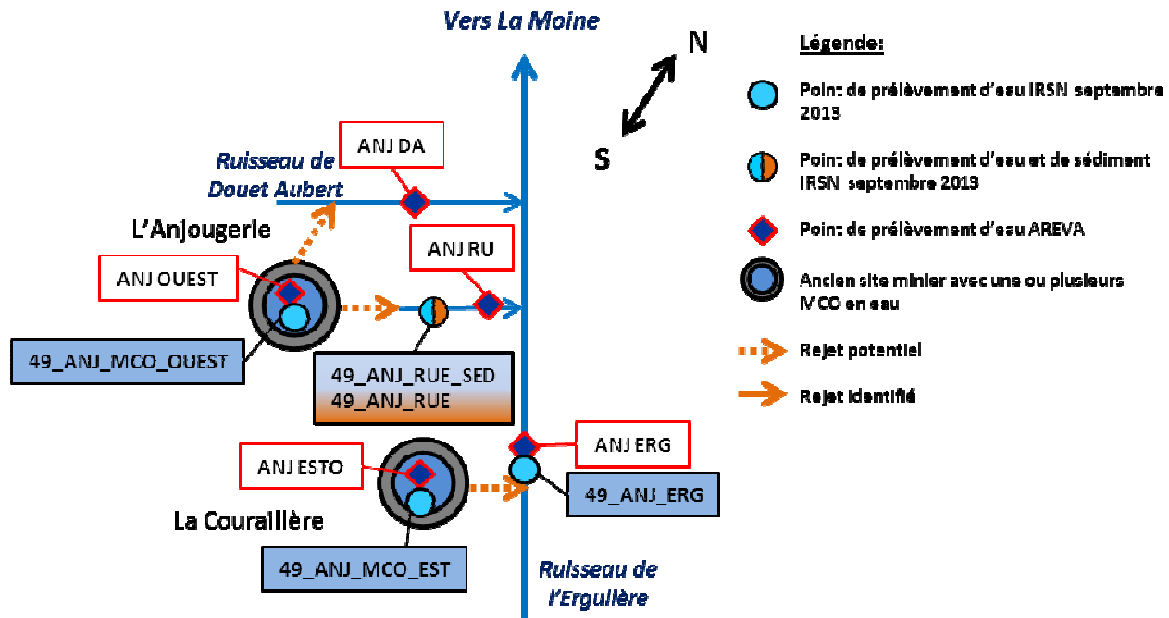 Vers La Moine
N
S
Légende:
Point de prélèvement d'eau IRSN septembre
2013
Point de prélèvement d'eau et de sédiment
IRSN septembre 2013
Point de prélèvement d'eau AREVA
Ancien site minier avec une ou plusieurs
MCO en eau
Rejet potentiel
Rejet identifié
ANJ DA
Ruisseau de
Douet Aubert
L'Anjougerie
ANJ OUEST
ANJ RU
49_ANJ_MCO_OUEST
49_ANJ_RUE_SED
49_ANJ_RUE
ANJ ERG
ANJ ESTO
49_ANJ_ERG
La Couraillère
49_ANJ_MCO_EST
Ruisseau de
l'Ergulière